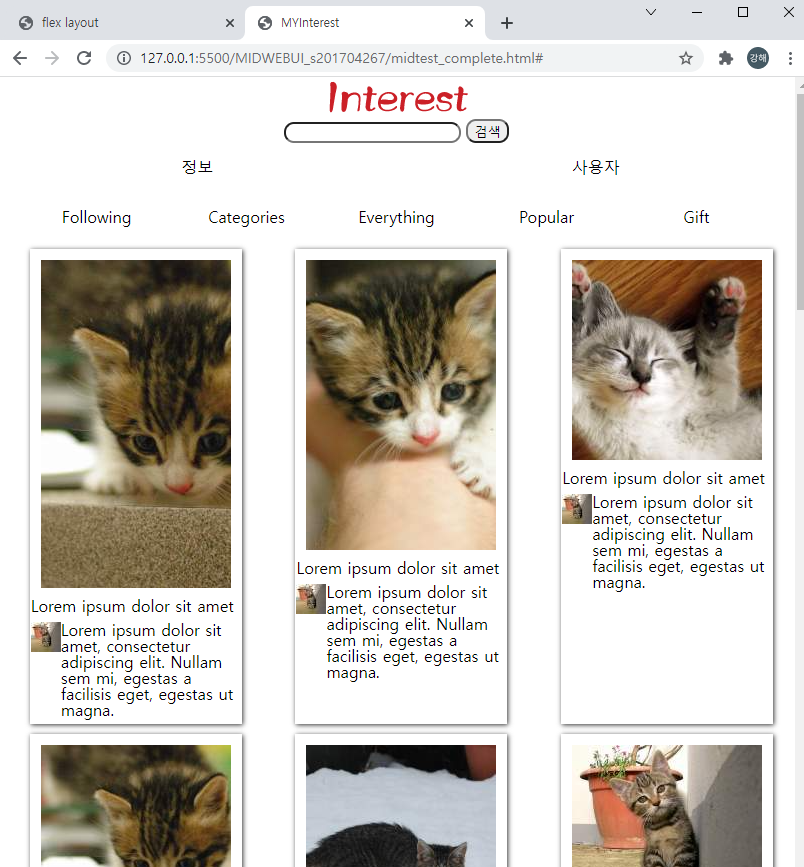 flex layout
MYInterest
127.0.0.1:5500/MIDWEBUI_s201704267/midtest_complete.html#
강해
Interest
검색
정보 사용자
Following Categories Everything Popular Gift
Lorem ipsum dolor sit amet
Lorem ipsum dolor sit
amet, consectetur
adipiscing elit. Nullam
sem mi, egestas a
facilisis eget, egestas ut
magna.
Lorem ipsum dolor sit amet
Lorem ipsum dolor sit
amet, consectetur
adipiscing elit. Nullam
sem mi, egestas a
facilisis eget, egestas ut
magna.
Lorem ipsum dolor sit amet
Lorem ipsum dolor sit
amet, consectetur
adipiscing elit. Nullam
sem mi, egestas a
facilisis eget, egestas ut
magna.